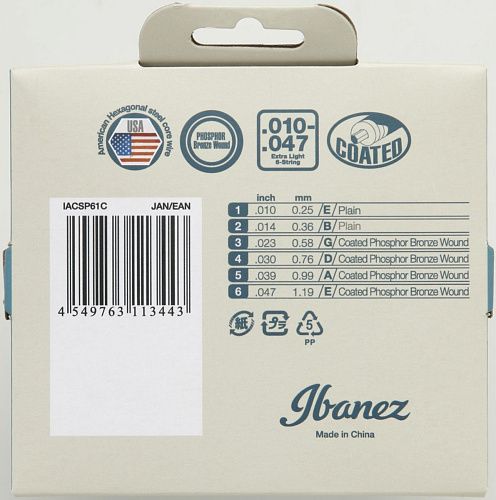 American Hexagonal steel core wire
USA
PHOSPHOR
Bronze Wound
.010-
.047
Extra Light
6-String
COATED
IACSP61C JAN/EAN
4 549763 113443
inch mm
1 .010 0.25 /E/ Plain
2 .014 0.36 /B/ Plain
3 .023 0.58 /G/ Coated Phosphor Bronze Wound
4 .030 0.76 /D/ Coated Phosphor Bronze Wound
5 .039 0.99 /A/ Coated Phosphor Bronze Wound
6 .047 1.19 /E/ Coated Phosphor Bronze Wound
紙 プラ 5
PP
Ibanez
Made in China